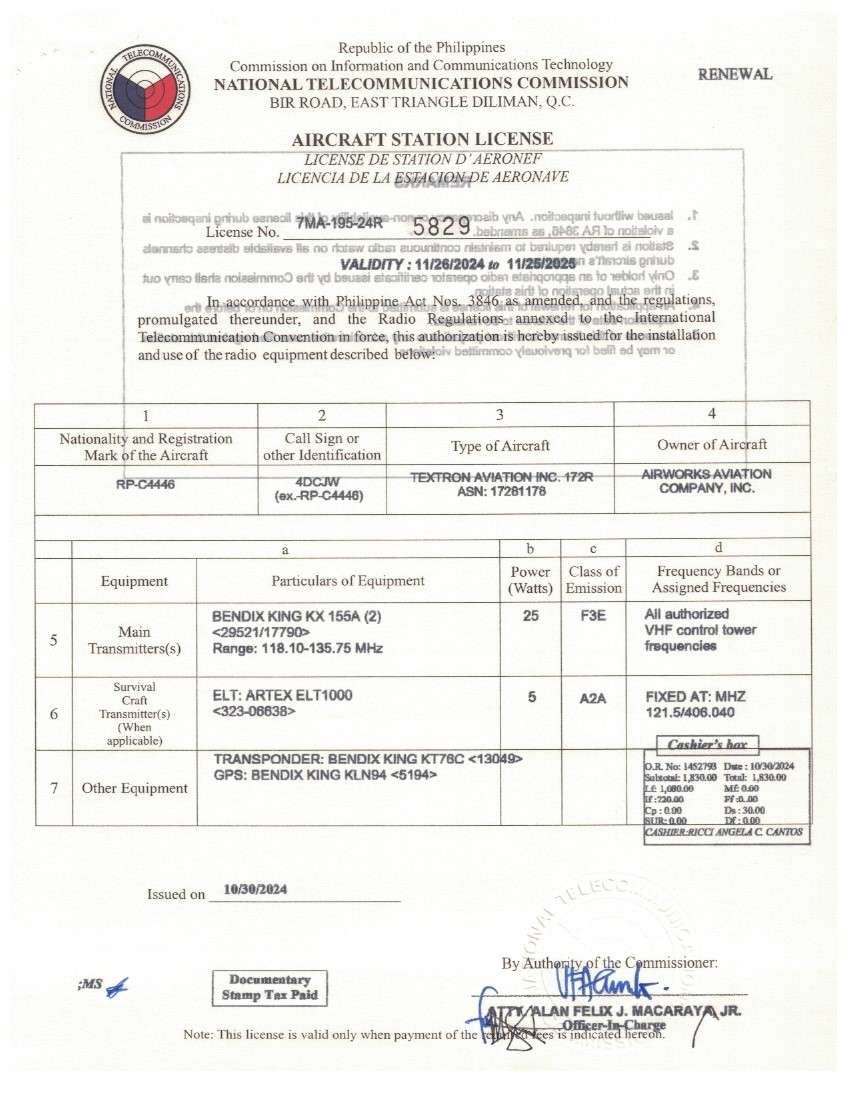 Republic of the Philippines
Commission on Information and Communications Technology
NATIONAL TELECOMMUNICATIONS COMMISSION
BIR ROAD, EAST TRIANGLE DILIMAN, Q.C.
RENEWAL
NATIONAL TELECOMMUNICATIONS COMMISSION
AIRCRAFT STATION LICENSE
LICENSE DE STATION D'AERONEF
LICENCIA DE LA ESTACION DE AERONAVE
License No. 7MA-195-24R 5829
VALIDITY : 11/26/2024 to 11/25/2025
In accordance with Philippine Act Nos. 3846 as amended, and the regulations,
promulgated thereunder, and the Radio Regulations annexed to the International
Telecommunication Convention in force, this authorization is hereby issued for the installation
and use of the radio equipment described below:
1 2 3 4
Nationality and Registration Mark of the Aircraft
Call Sign or other Identification
Type of Aircraft
Owner of Aircraft
RP-C4446
4DCJW
(ex.-RP-C4446)
TEXTRON AVIATION INC. 172R
ASN: 17281178
AIRWORKS AVIATION
COMPANY, INC.
a b c d
Equipment
Particulars of Equipment
Power (Watts)
Class of Emission
Frequency Bands or Assigned Frequencies
5
Main
Transmitters(s)
BENDIX KING KX 155A (2)
<29521/17790>
Range: 118.10-135.75 MHz
25
F3E
All authorized
VHF control tower
frequencies
6
Survival
Craft
Transmitter(s)
(When
applicable)
ELT: ARTEX ELT1000
<323-06638>
5
A2A
FIXED AT: MHZ
121.5/406.040
7
Other Equipment
TRANSPONDER: BENDIX KING KT76C <13049>
GPS: BENDIX KING KLN94 <5194>
Cashier's box
O.R. No: 1452793 Date : 10/30/2024
Subtotal: 1,830.00 Total: 1,830.00
Lf: 1,080.00 Mf: 0.00
If :720.00 Ff :0..00
Cp : 0.00 Ds : 30.00
SUR: 0.00 Df : 0.00
CASHIER:RICCI ANGELA C. CANTOS
Issued on 10/30/2024
By Authority of the Commissioner:
;MS
Documentary
Stamp Tax Paid
ATTY. ALAN FELIX J. MACARAYA, JR.
Officer-In-Charge
Note: This license is valid only when payment of the required fees is indicated hereon.